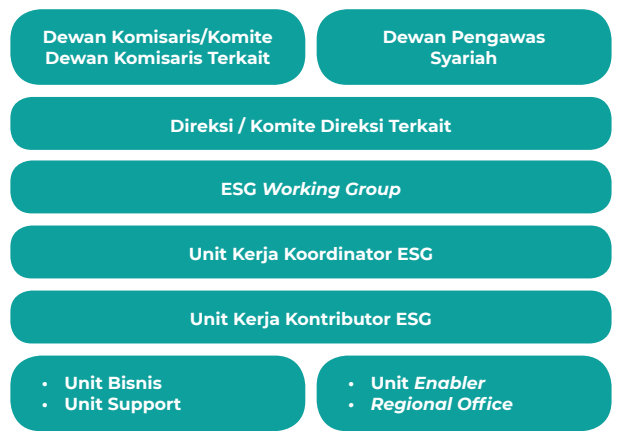 Dewan Komisaris/Komite
Dewan Komisaris Terkait
Dewan Pengawas
Syariah
Direksi / Komite Direksi Terkait
ESG Working Group
Unit Kerja Koordinator ESG
Unit Kerja Kontributor ESG
• Unit Bisnis
• Unit Support
• Unit Enabler
• Regional Office